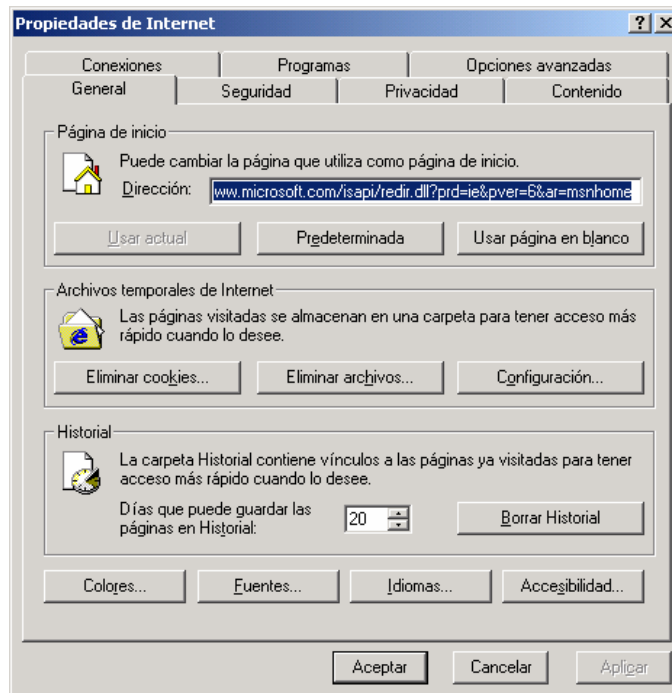 Propiedades de Internet
Conexiones Programas Opciones avanzadas
General Seguridad Privacidad Contenido
Página de inicio
Puede cambiar la página que utiliza como página de inicio.
Dirección: ww.microsoft.com/isapi/redir.dll?prd=ie&pver=6&ar=msnhome
Usar actual Predeterminada Usar página en blanco
Archivos temporales de Internet
Las páginas visitadas se almacenan en una carpeta para tener acceso más
rápido cuando lo desee.
Eliminar cookies... Eliminar archivos... Configuración...
Historial
La carpeta Historial contiene vínculos a las páginas ya visitadas para tener
acceso más rápido cuando lo desee.
Días que puede guardar las
páginas en Historial: 20 Borrar Historial
Colores... Fuentes... Idiomas... Accesibilidad...
Aceptar Cancelar Aplicar